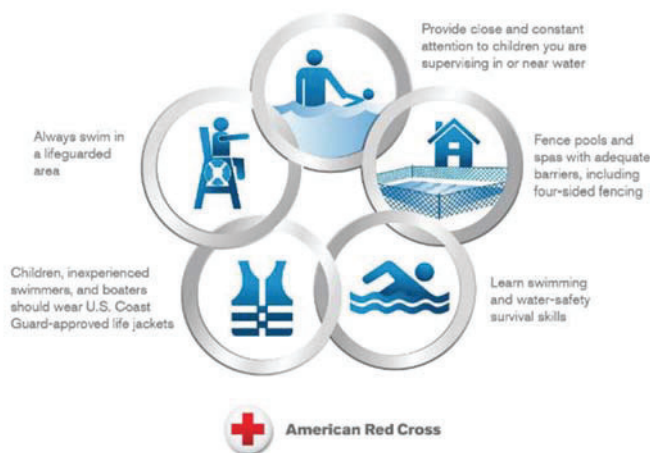 Provide close and constant
attention to children you are
supervising in or near water
Always swim in
a lifeguarded
area
Fence pools and
spas with adequate
barriers, including
four-sided fencing
Children, inexperienced
swimmers, and boaters
should wear U.S. Coast
Guard-approved life jackets
Learn swimming
and water-safety
survival skills
American Red Cross